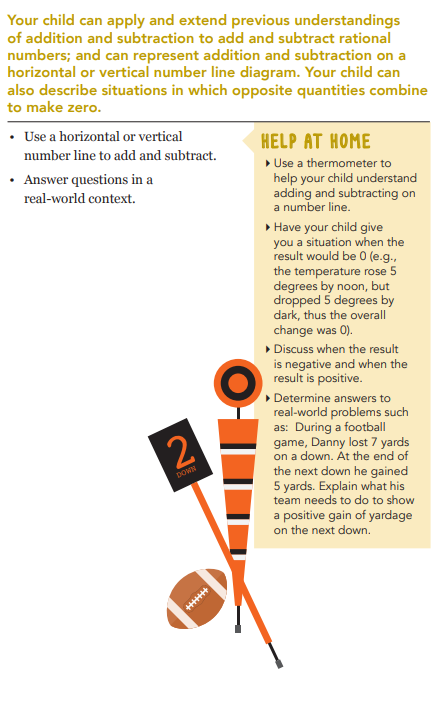 Your child can apply and extend previous understandings
of addition and subtraction to add and subtract rational
numbers; and can represent addition and subtraction on a
horizontal or vertical number line diagram. Your child can
also describe situations in which opposite quantities combine
to make zero.
• Use a horizontal or vertical
number line to add and subtract.
• Answer questions in a
real-world context.
HELP AT HOME
Use a thermometer to
help your child understand
adding and subtracting on
a number line.
Have your child give
you a situation when the
result would be 0 (e.g.,
the temperature rose 5
degrees by noon, but
dropped 5 degrees by
dark, thus the overall
change was 0).
Discuss when the result
is negative and when the
result is positive.
Determine answers to
real-world problems such
as: During a football
game, Danny lost 7 yards
on a down. At the end of
the next down he gained
5 yards. Explain what his
team needs to do to show
a positive gain of yardage
on the next down.
2
DOWN